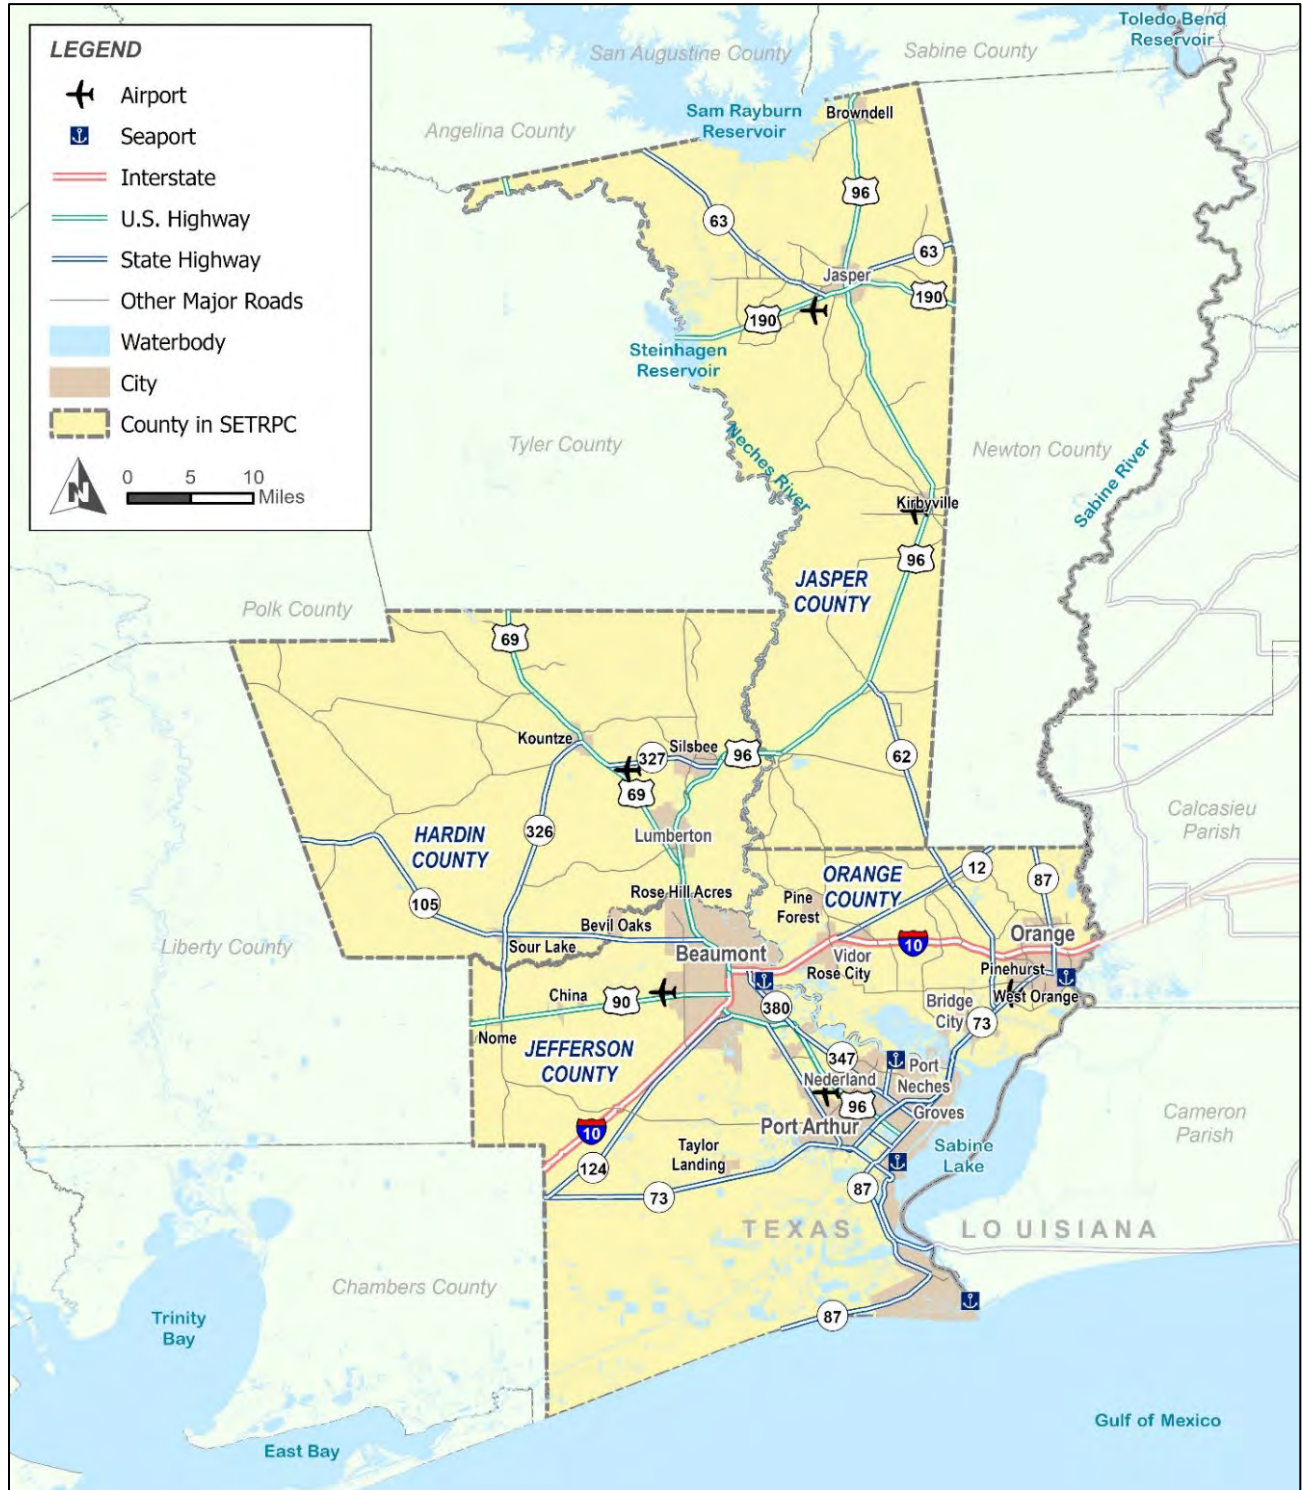 LEGEND
Airport
Seaport
Interstate
U.S. Highway
State Highway
Other Major Roads
Waterbody
City
County in SETRPC
N
0 5 10
Miles
Toledo Bend
Reservoir
San Augustine County
Sabine County
Sam Rayburn
Reservoir
Browndell
Angelina County
96
63
63
Jasper
190
190
Steinhagen
Reservoir
Tyler County
Neches River
Newton County
Sabine River
Kirbyville
96
JASPER
COUNTY
Polk County
69
Kountze
Silsbee
327
96
62
69
326
Lumberton
HARDIN
COUNTY
Calcasieu
Parish
12
ORANGE
COUNTY
87
Rose Hill Acres
Pine
Forest
105
Bevil Oaks
Liberty County
Sour Lake
Beaumont
10
Orange
Vidor
Rose City
Pinehurst
West Orange
China
90
380
Bridge
City
73
Nome
JEFFERSON
COUNTY
347
Port
Neches
Nederland
96
Groves
Port Arthur
Cameron
Parish
10
Taylor
Landing
Sabine
Lake
124
73
87
TEXAS
LOUISIANA
Chambers County
Trinity
Bay
87
Gulf of Mexico
East Bay